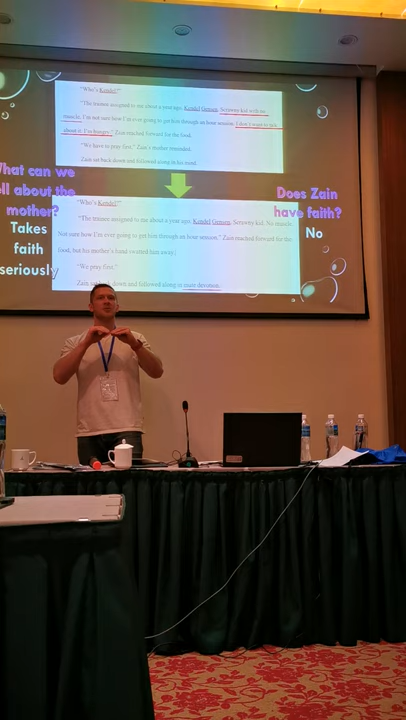 "Who's Kendel?"
"The trainee assigned to me about a year ago, Kendel Gensen. Scrawny kid with no
muscle. I'm not sure how I'm ever going to get him through an hour session. I don't want to talk
about it. I'm hungry." Zain reached forward for the food.
"We have to pray first." Zain's mother reminded.
Zain sat back down and followed along in his mind.
What can we
tell about the
mother?
Takes
faith
seriously
"Who's Kendel?"
"The trainee assigned to me about a year ago. Kendel Gensen. Scrawny kid. No muscle.
Not sure how I'm ever going to get him through an hour session." Zain reached forward for the
food, but his mother's hand swatted him away.
"We pray first."
Zain sat down and followed along in
devotion.
Does Zain
have faith?
No